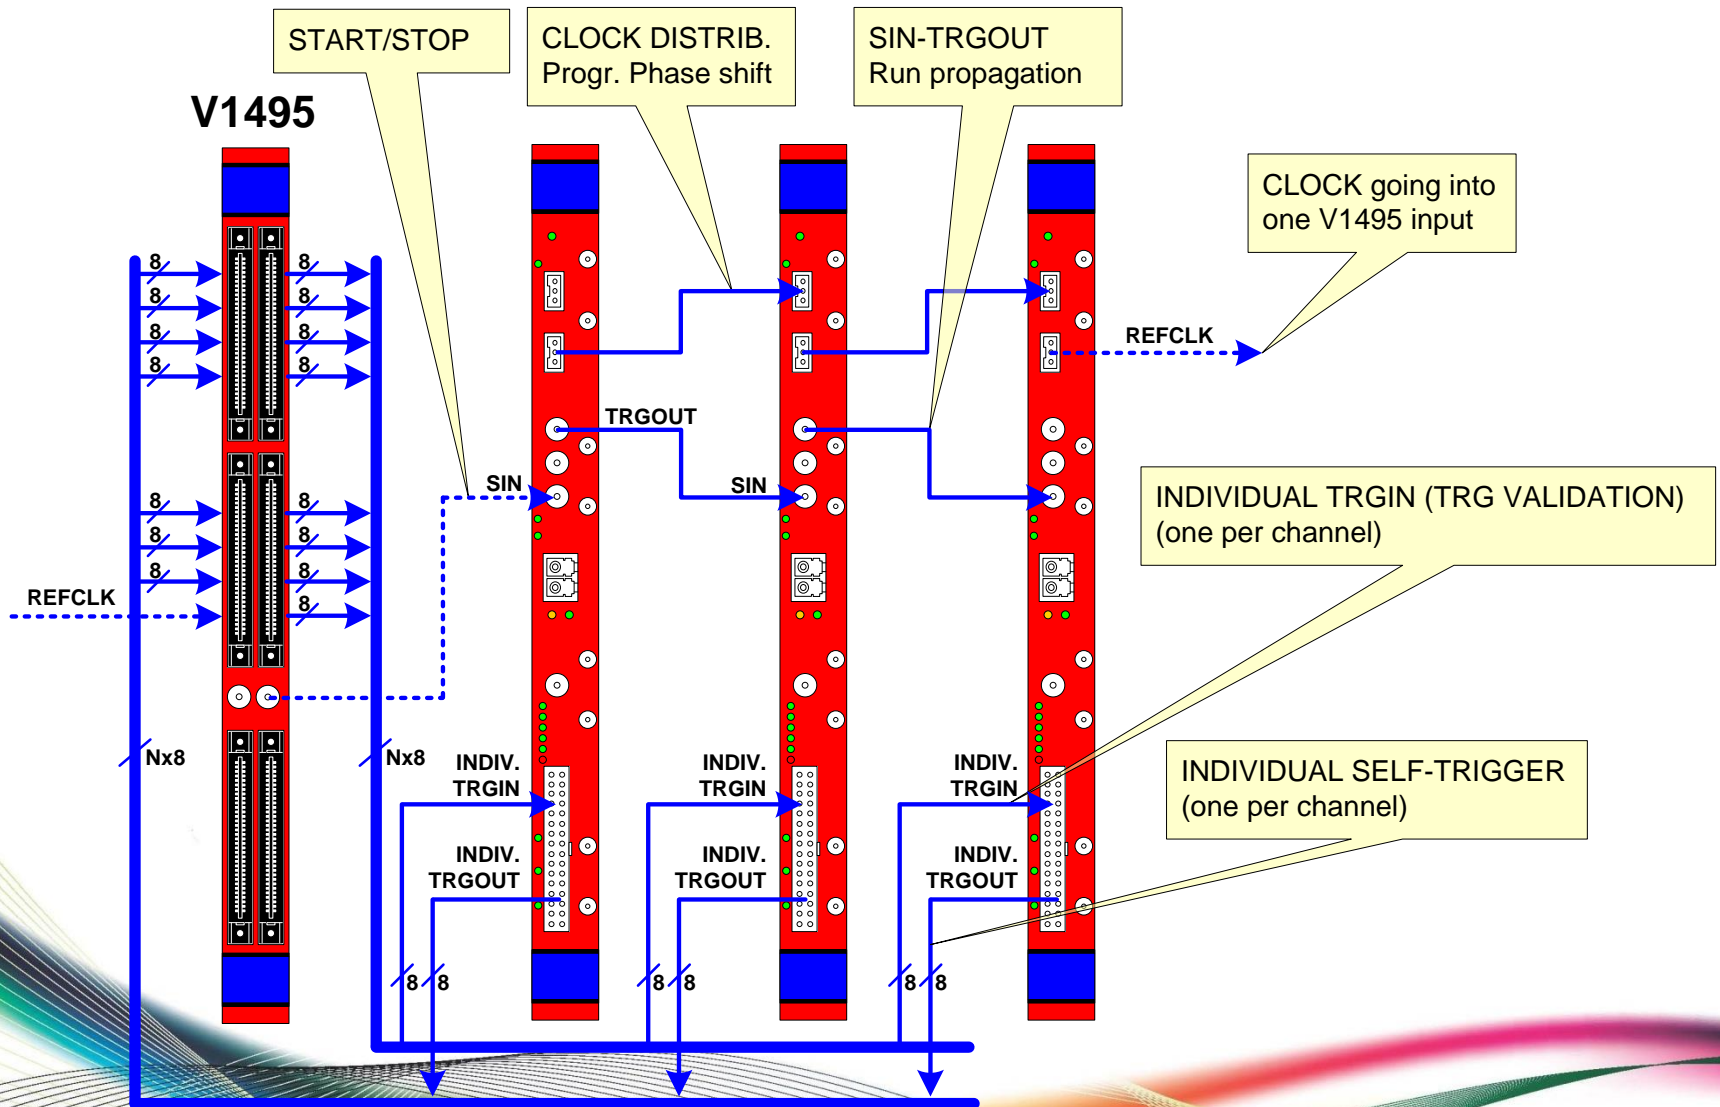 START/STOP
CLOCK DISTRIB.
Progr. Phase shift
SIN-TRGOUT
Run propagation
V1495
CLOCK going into
one V1495 input
8
8
8
8
8
8
8
8
REFCLK
TRGOUT
SIN
SIN
INDIVIDUAL TRGIN (TRG VALIDATION)
(one per channel)
8
8
8
8
8
8
8
REFCLK
Nx8
Nx8
INDIV.
TRGIN
INDIV.
TRGIN
INDIV.
TRGIN
INDIVIDUAL SELF-TRIGGER
(one per channel)
INDIV.
TRGOUT
INDIV.
TRGOUT
INDIV.
TRGOUT
8
8
8
8
8
8